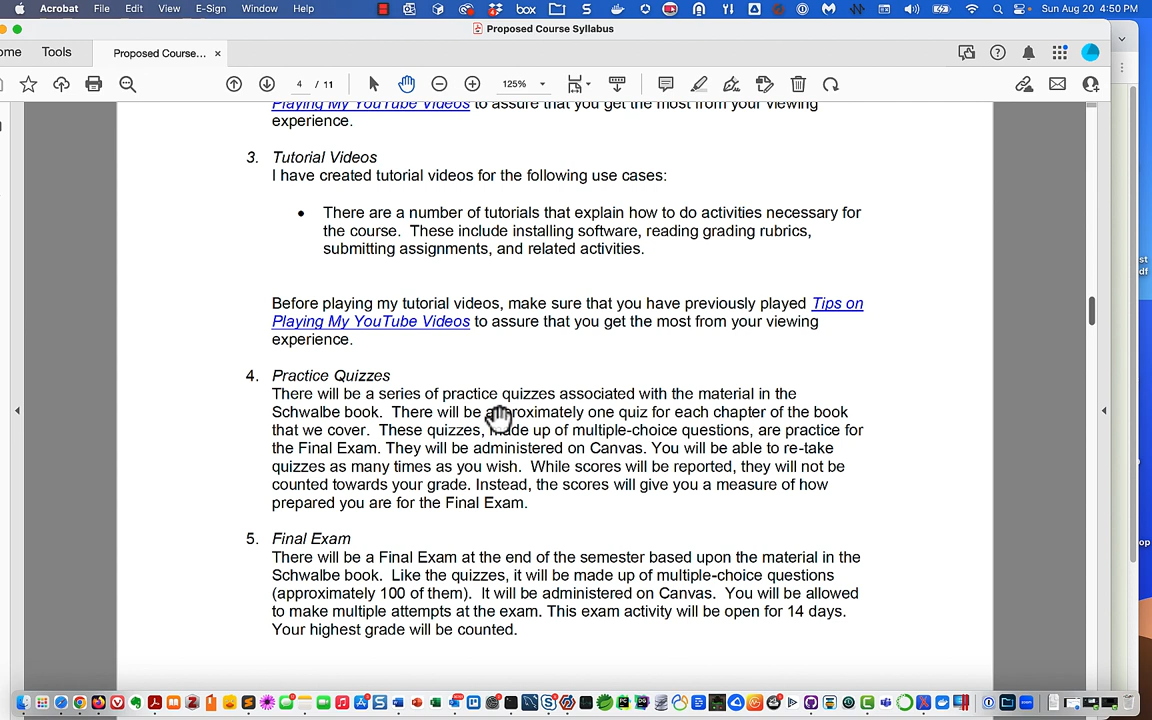 Acrobat File Edit View E-Sign Window Help box Sun Aug 20 4:50 PM
Proposed Course Syllabus
ome Tools Proposed Course... ×
4 / 11 125%
Playing My YouTube Videos to assure that you get the most from your viewing
experience.
3. Tutorial Videos
I have created tutorial videos for the following use cases:
• There are a number of tutorials that explain how to do activities necessary for
the course. These include installing software, reading grading rubrics,
submitting assignments, and related activities.
Before playing my tutorial videos, make sure that you have previously played Tips on
Playing My YouTube Videos to assure that you get the most from your viewing
experience.
4. Practice Quizzes
There will be a series of practice quizzes associated with the material in the
Schwalbe book. There will be approximately one quiz for each chapter of the book
that we cover. These quizzes, made up of multiple-choice questions, are practice for
the Final Exam. They will be administered on Canvas. You will be able to re-take
quizzes as many times as you wish. While scores will be reported, they will not be
counted towards your grade. Instead, the scores will give you a measure of how
prepared you are for the Final Exam.
5. Final Exam
There will be a Final Exam at the end of the semester based upon the material in the
Schwalbe book. Like the quizzes, it will be made up of multiple-choice questions
(approximately 100 of them). It will be administered on Canvas. You will be allowed
to make multiple attempts at the exam. This exam activity will be open for 14 days.
Your highest grade will be counted.
st
df
op